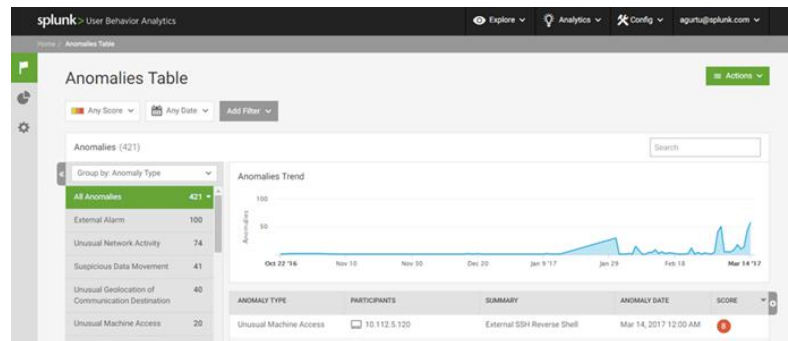 splunk> User Behavior Analytics
Explore Analytics Config agurtu@splunk.com
Home / Anomalies Table
Anomalies Table
Actions
Any Score Any Date Add Filter
Anomalies (421)
Search
Group by: Anomaly Type
All Anomalies 421
External Alarm 100
Unusual Network Activity 74
Suspicious Data Movement 41
Unusual Geolocation of
Communication Destination 40
Unusual Machine Access 20
Anomalies Trend
100
50
Anomalies
Oct 22 '16 Nov 10 Nov 30 Dec 20 Jan 9 '17 Jan 29 Feb 18 Mar 14 '17
ANOMALY TYPE PARTICIPANTS SUMMARY ANOMALY DATE SCORE
Unusual Machine Access 10.112.5.120 External SSH Reverse Shell Mar 14, 2017 12:00 AM 8